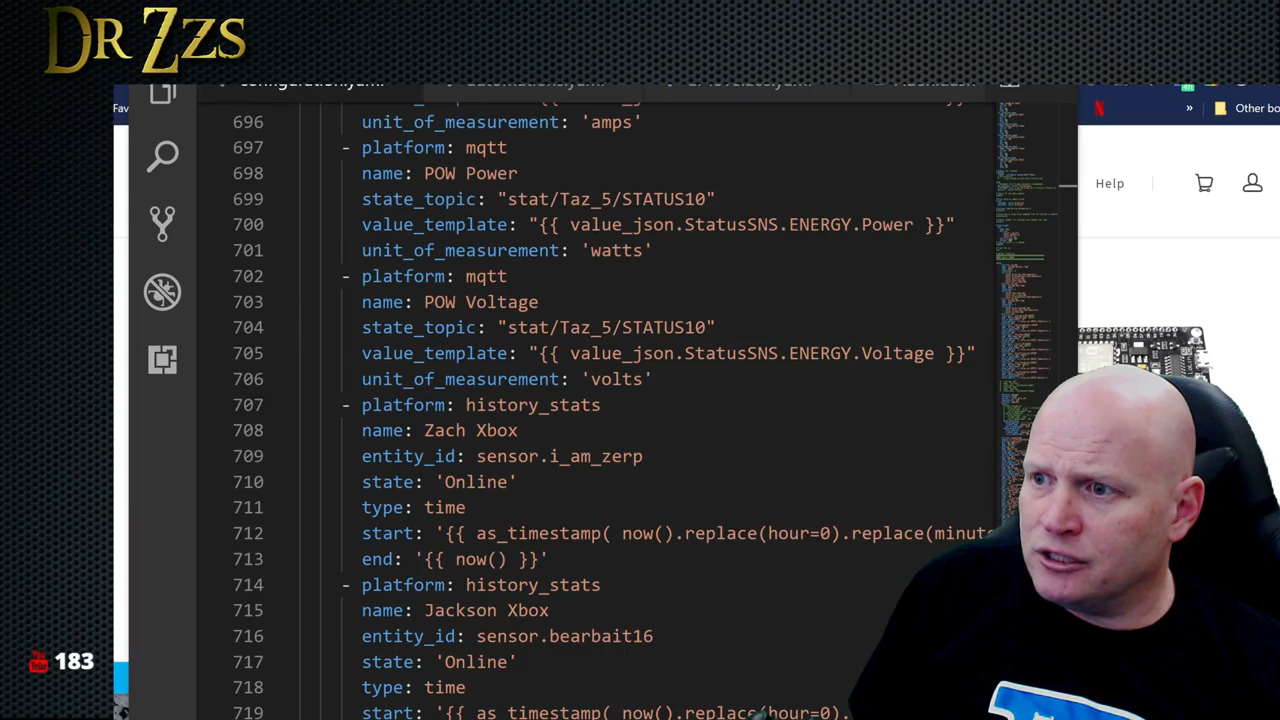 DR ZZS
Fav
Other bo
Help
696 unit_of_measurement: 'amps'
697 - platform: mqtt
698 name: POW Power
699 state_topic: "stat/Taz_5/STATUS10"
700 value_template: "{{ value_json.StatusSNS.ENERGY.Power }}"
701 unit_of_measurement: 'watts'
702 - platform: mqtt
703 name: POW Voltage
704 state_topic: "stat/Taz_5/STATUS10"
705 value_template: "{{ value_json.StatusSNS.ENERGY.Voltage }}"
706 unit_of_measurement: 'volts'
707 - platform: history_stats
708 name: Zach Xbox
709 entity_id: sensor.i_am_zerp
710 state: 'Online'
711 type: time
712 start: '{{ as_timestamp( now().replace(hour=0).replace(minute
713 end: '{{ now() }}'
714 - platform: history_stats
715 name: Jackson Xbox
716 entity_id: sensor.bearbait16
717 state: 'Online'
718 type: time
719 start: '{{ as_timestamp( now().replace(hour=0).
183